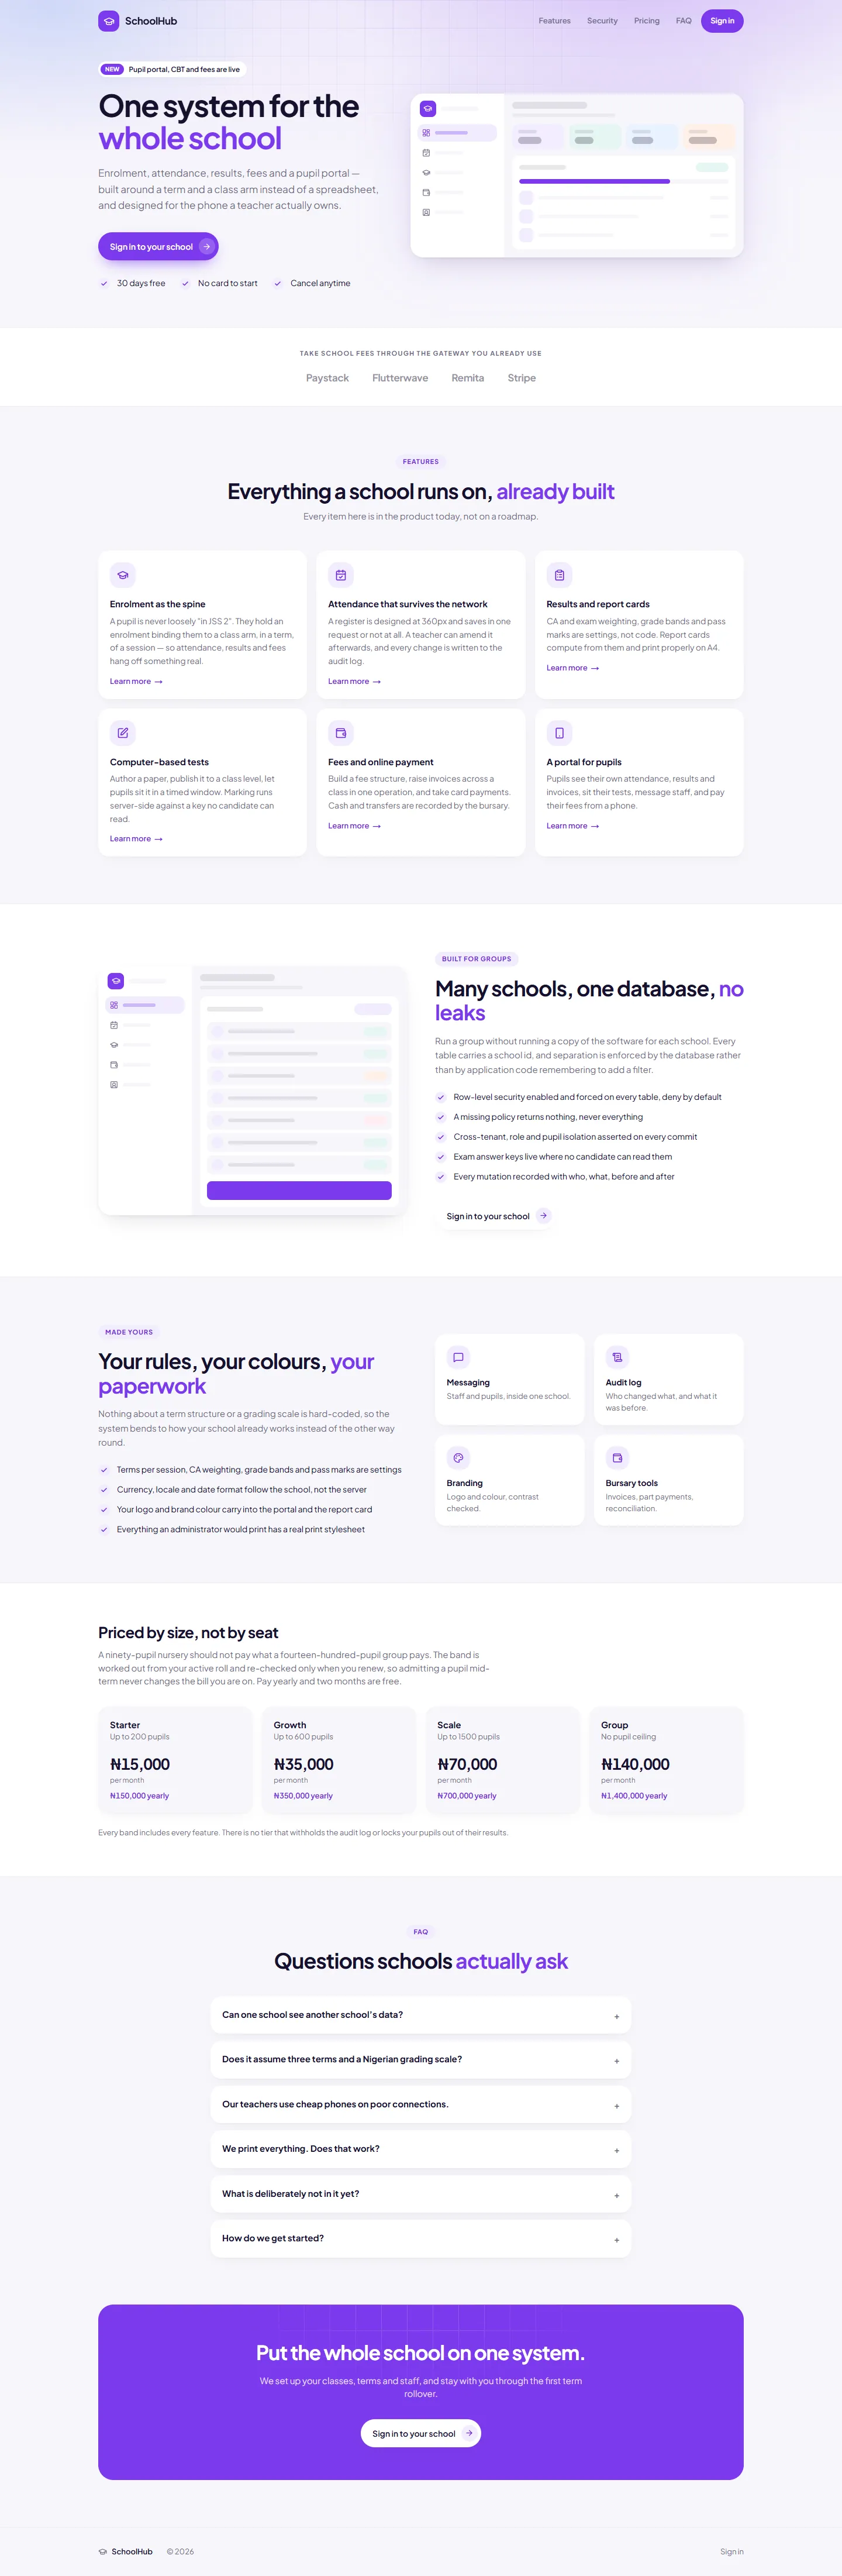 SchoolHub
Features
Security
Pricing
FAQ
Sign in
NEW Pupil portal, CBT and fees are live
One system for the
whole school
Enrolment, attendance, results, fees and a pupil portal —
built around a term and a class arm instead of a spreadsheet,
and designed for the phone a teacher actually owns.
Sign in to your school
30 days free
No card to start
Cancel anytime
TAKE SCHOOL FEES THROUGH THE GATEWAY YOU ALREADY USE
Paystack
Flutterwave
Remita
Stripe
FEATURES
Everything a school runs on, already built
Every item here is in the product today, not on a roadmap.
Enrolment as the spine
A pupil is never loosely "in JSS 2". They hold an
enrolment binding them to a class arm, in a term,
of a session — so attendance, results and fees
hang off something real.
Learn more →
Attendance that survives the network
A register is designed at 360px and saves in one
request or not at all. A teacher can amend it
afterwards, and every change is written to the
audit log.
Learn more →
Results and report cards
CA and exam weighting, grade bands and pass
marks are settings, not code. Report cards
compute from them and print properly on A4.
Learn more →
Computer-based tests
Author a paper, publish it to a class level, let
pupils sit it in a timed window. Marking runs
server-side against a key no candidate can
read.
Learn more →
Fees and online payment
Build a fee structure, raise invoices across a
class in one operation, and take card payments.
Cash and transfers are recorded by the bursary.
Learn more →
A portal for pupils
Pupils see their own attendance, results and
invoices, sit their tests, message staff, and pay
their fees from a phone.
Learn more →
BUILT FOR GROUPS
Many schools, one database, no
leaks
Run a group without running a copy of the software for each school. Every
table carries a school id, and separation is enforced by the database rather
than by application code remembering to add a filter.
Row-level security enabled and forced on every table, deny by default
A missing policy returns nothing, never everything
Cross-tenant, role and pupil isolation asserted on every commit
Exam answer keys live where no candidate can read them
Every mutation recorded with who, what, before and after
Sign in to your school
MADE YOURS
Your rules, your colours, your
paperwork
Nothing about a term structure or a grading scale is hard-coded, so the
system bends to how your school already works instead of the other way
round.
Terms per session, CA weighting, grade bands and pass marks are settings
Currency, locale and date format follow the school, not the server
Your logo and brand colour carry into the portal and the report card
Everything an administrator would print has a real print stylesheet
Messaging
Staff and pupils, inside one school.
Audit log
Who changed what, and what it
was before.
Branding
Logo and colour, contrast
checked.
Bursary tools
Invoices, part payments,
reconciliation.
Priced by size, not by seat
A ninety-pupil nursery should not pay what a fourteen-hundred-pupil group pays. The band is
worked out from your active roll and re-checked only when you renew, so admitting a pupil mid-
term never changes the bill you are on. Pay yearly and two months are free.
Starter
Up to 200 pupils
₦15,000
per month
₦150,000 yearly
Growth
Up to 600 pupils
₦35,000
per month
₦350,000 yearly
Scale
Up to 1500 pupils
₦70,000
per month
₦700,000 yearly
Group
No pupil ceiling
₦140,000
per month
₦1,400,000 yearly
Every band includes every feature. There is no tier that withholds the audit log or locks your pupils out of their results.
FAQ
Questions schools actually ask
Can one school see another school's data? +
Does it assume three terms and a Nigerian grading scale? +
Our teachers use cheap phones on poor connections. +
We print everything. Does that work? +
What is deliberately not in it yet? +
How do we get started? +
Put the whole school on one system.
We set up your classes, terms and staff, and stay with you through the first term
rollover.
Sign in to your school
SchoolHub
© 2026
Sign in